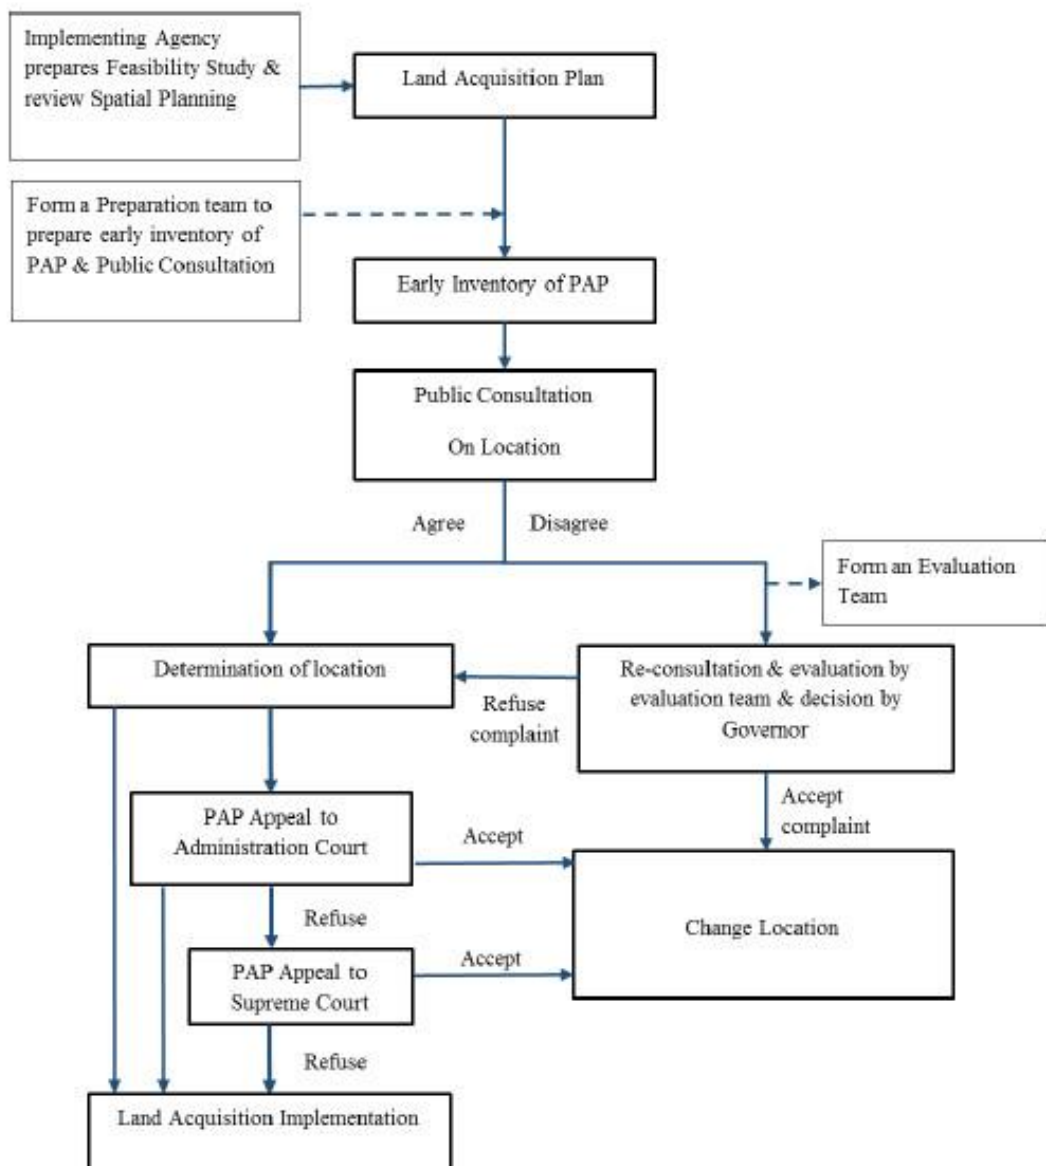 Implementing Agency
prepares Feasibility Study &
review Spatial Planning
Land Acquisition Plan
Form a Preparation team to
prepare early inventory of
PAP & Public Consultation
Early Inventory of PAP
Public Consultation
On Location
Agree
Disagree
Form an Evaluation
Team
Determination of location
Re-consultation & evaluation by
evaluation team & decision by
Governor
Refuse
complaint
Accept
complaint
PAP Appeal to
Administration Court
Accept
Change Location
Refuse
PAP Appeal to
Supreme Court
Accept
Refuse
Land Acquisition Implementation